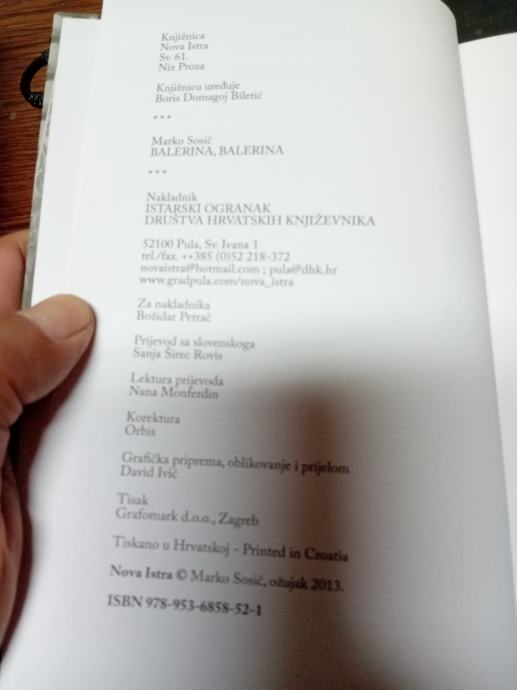 Knjižnica
Nova Istra
Sv. 61.
Niz Proza
Knjižnicu uređuje
Boris Domagoj Biletić
***
Marko Sosič
BALERINA, BALERINA
***
Nakladnik
ISTARSKI OGRANAK
DRUŠTVA HRVATSKIH KNJIŽEVNIKA
52100 Pula, Sv. Ivana 1
tel./fax. ++385 (0)52 218-372
novaistra@hotmail.com ; pula@dhk.hr
www.gradpula.com/nova_istra
Za nakladnika
Božidar Petrač
Prijevod sa slovenskoga
Sanja Širec Rovis
Lektura prijevoda
Nana Monferdin
Korektura
Orbis
Grafička priprema, oblikovanje i prijelom
David Ivić
Tisak
Grafomark d.o.o., Zagreb
Tiskano u Hrvatskoj - Printed in Croatia
Nova Istra © Marko Sosič, ožujak 2013.
ISBN 978-953-6858-52-1